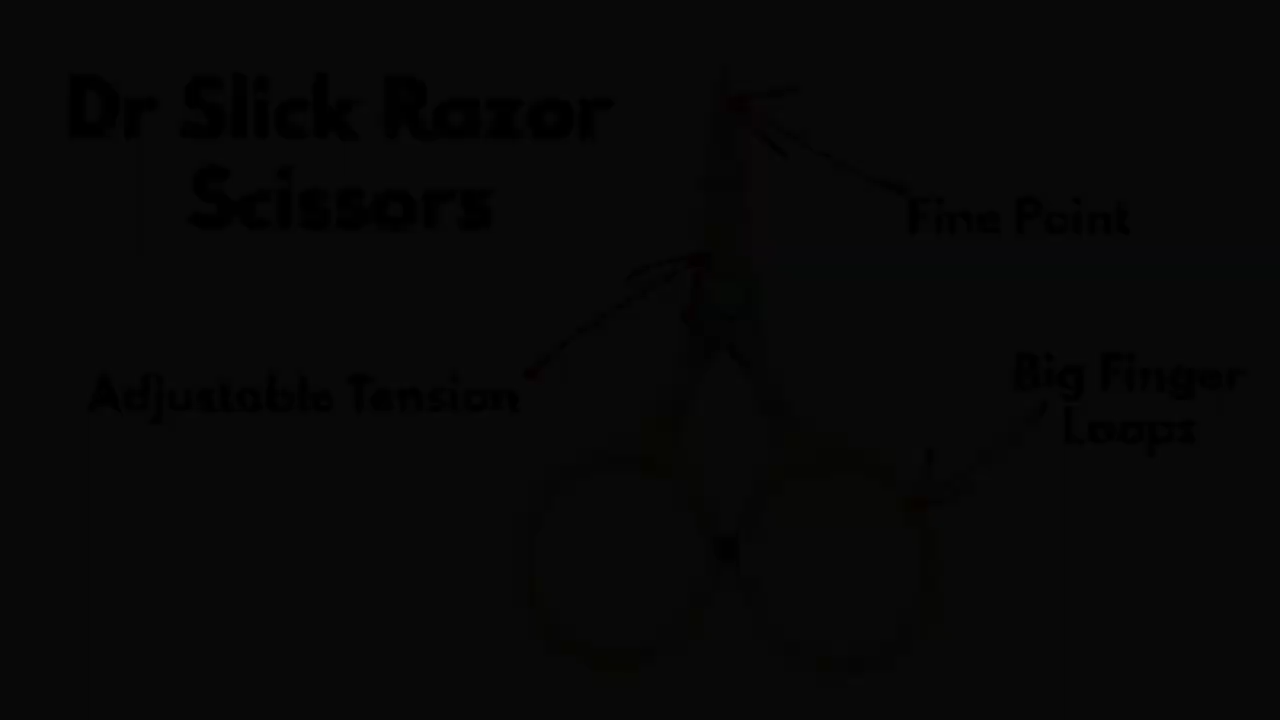 Dr Slick Razor
Scissors
Fine Point
Adjustable Tension
Big Finger
Loops